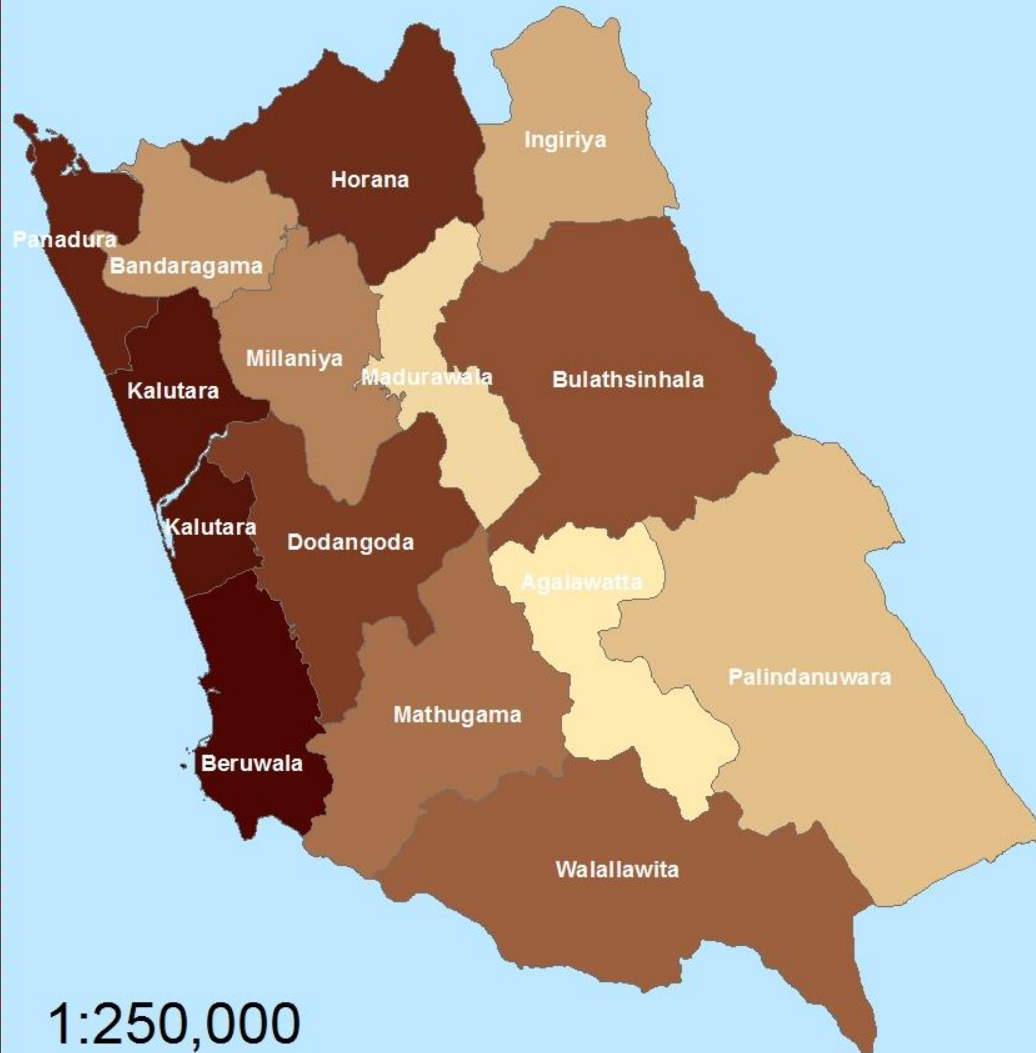 Ingiriya
Horana
Panadura
Bandaragama
Millaniya
Madurawala
Bulathsinhala
Kalutara
Kalutara
Dodangoda
Agalawatta
Palindanuwara
Mathugama
Beruwala
Walallawita
1:250,000